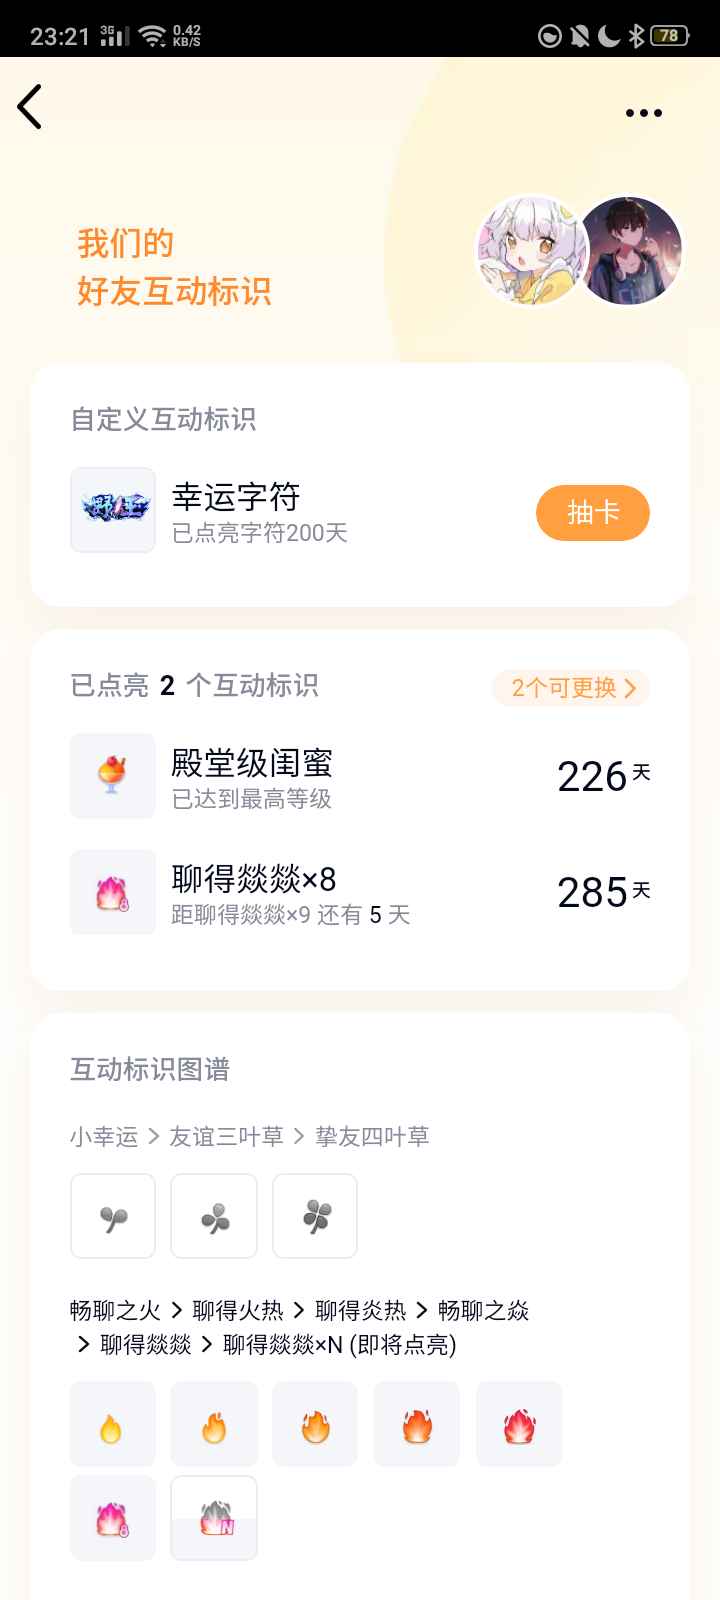 23:21 3G 0.42 KB/S 78
我们的
好友互动标识
自定义互动标识
野王
幸运字符
已点亮字符200天
抽卡
已点亮 2 个互动标识
2个可更换
殿堂级闺蜜
已达到最高等级
226天
聊得燚燚×8
距聊得燚燚×9 还有 5 天
285天
8
互动标识图谱
小幸运 > 友谊三叶草 > 挚友四叶草
畅聊之火 > 聊得火热 > 聊得炎热 > 畅聊之焱
> 聊得燚燚 > 聊得燚燚×N (即将点亮)
8 N